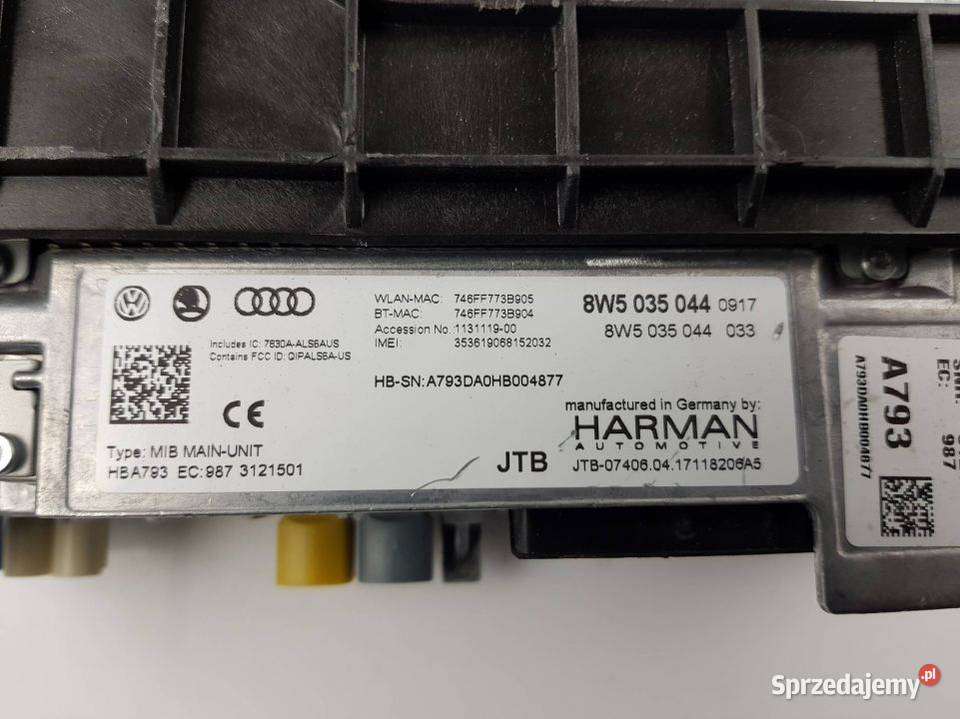 WLAN-MAC: 746FF773B905
BT-MAC: 746FF773B904
Accession No. 1131119-00
IMEI: 353619068152032
8W5 035 044 0917
8W5 035 044 033
Includes IC: 7830A-ALS6AUS
Contains FCC ID: QIPALS6A-US
HB-SN: A793DA0HB004877
CE
manufactured in Germany by:
HARMAN
AUTOMOTIVE
Type: MIB MAIN-UNIT
HBA793 EC:987 3121501
JTB
JTB-07406.04.17118206A5
A793
A793DA0HB004877
EC:
987
Sprzedajemy.pl